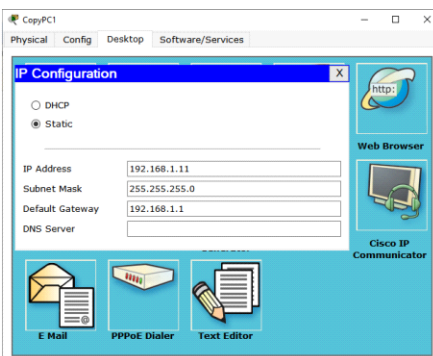 CopyPC1
Physical Config Desktop Software/Services
IP Configuration X
DHCP
Static
http:
Web Browser
IP Address 192.168.1.11
Subnet Mask 255.255.255.0
Default Gateway 192.168.1.1
DNS Server
Cisco IP
Communicator
E Mail PPPoE Dialer Text Editor